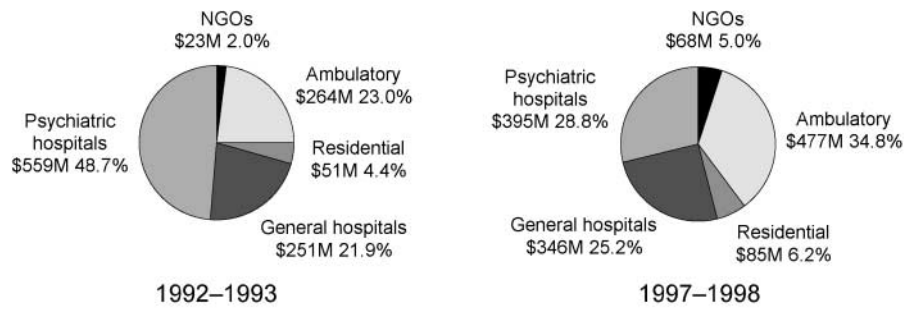 NGOs
$23M 2.0%
Ambulatory
$264M 23.0%
Psychiatric
hospitals
$559M 48.7%
Residential
$51M 4.4%
General hospitals
$251M 21.9%
1992–1993
NGOs
$68M 5.0%
Psychiatric
hospitals
$395M 28.8%
Ambulatory
$477M 34.8%
General hospitals
$346M 25.2%
Residential
$85M 6.2%
1997–1998